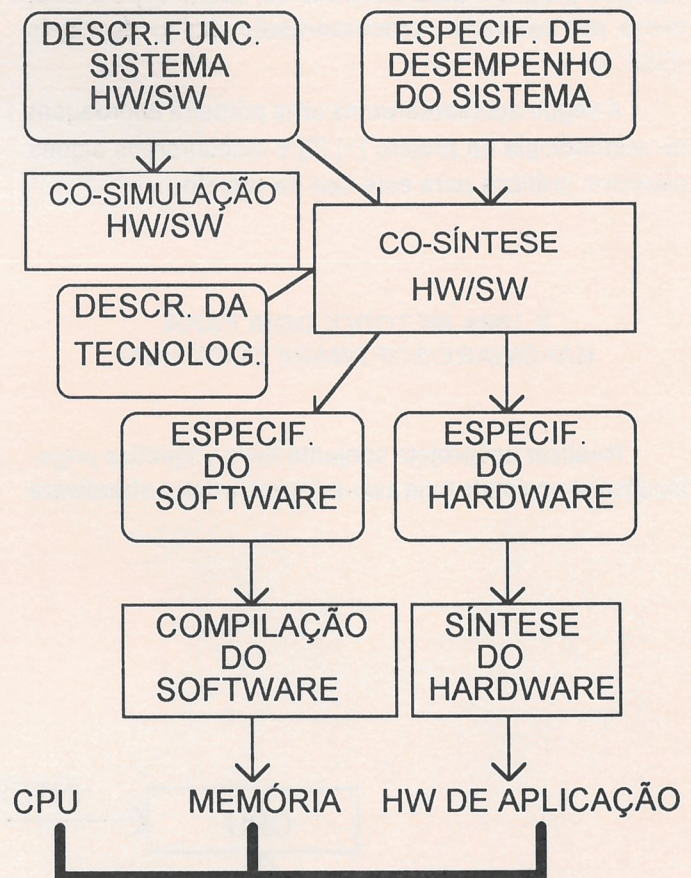 DESCR.FUNC.
SISTEMA
HW/SW
ESPECIF. DE
DESEMPENHO
DO SISTEMA
CO-SIMULAÇÃO
HW/SW
CO-SÍNTESE
HW/SW
DESCR. DA
TECNOLOG.
ESPECIF.
DO
SOFTWARE
ESPECIF.
DO
HARDWARE
COMPILAÇÃO
DO
SOFTWARE
SÍNTESE
DO
HARDWARE
CPU
MEMÓRIA
HW DE APLICAÇÃO